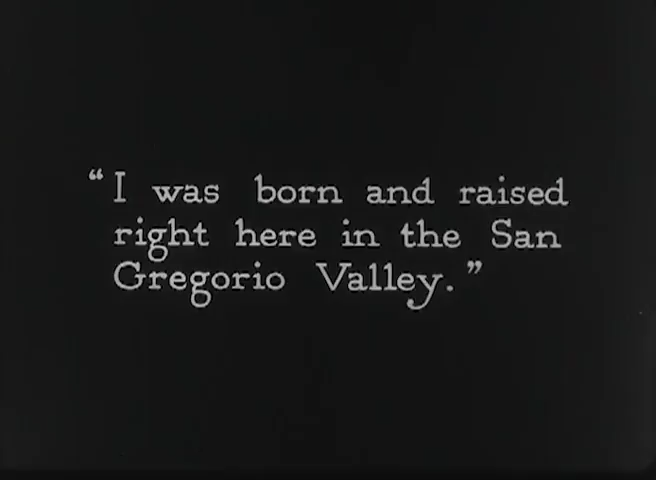 “I was born and raised
right here in the San
Gregorio Valley.”